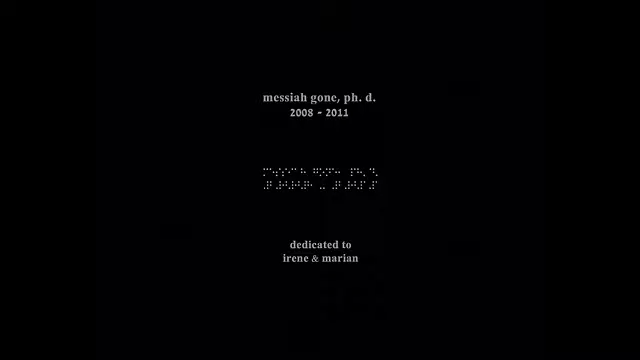 messiah gone, ph. d.
2008 - 2011
dedicated to
irene & marian